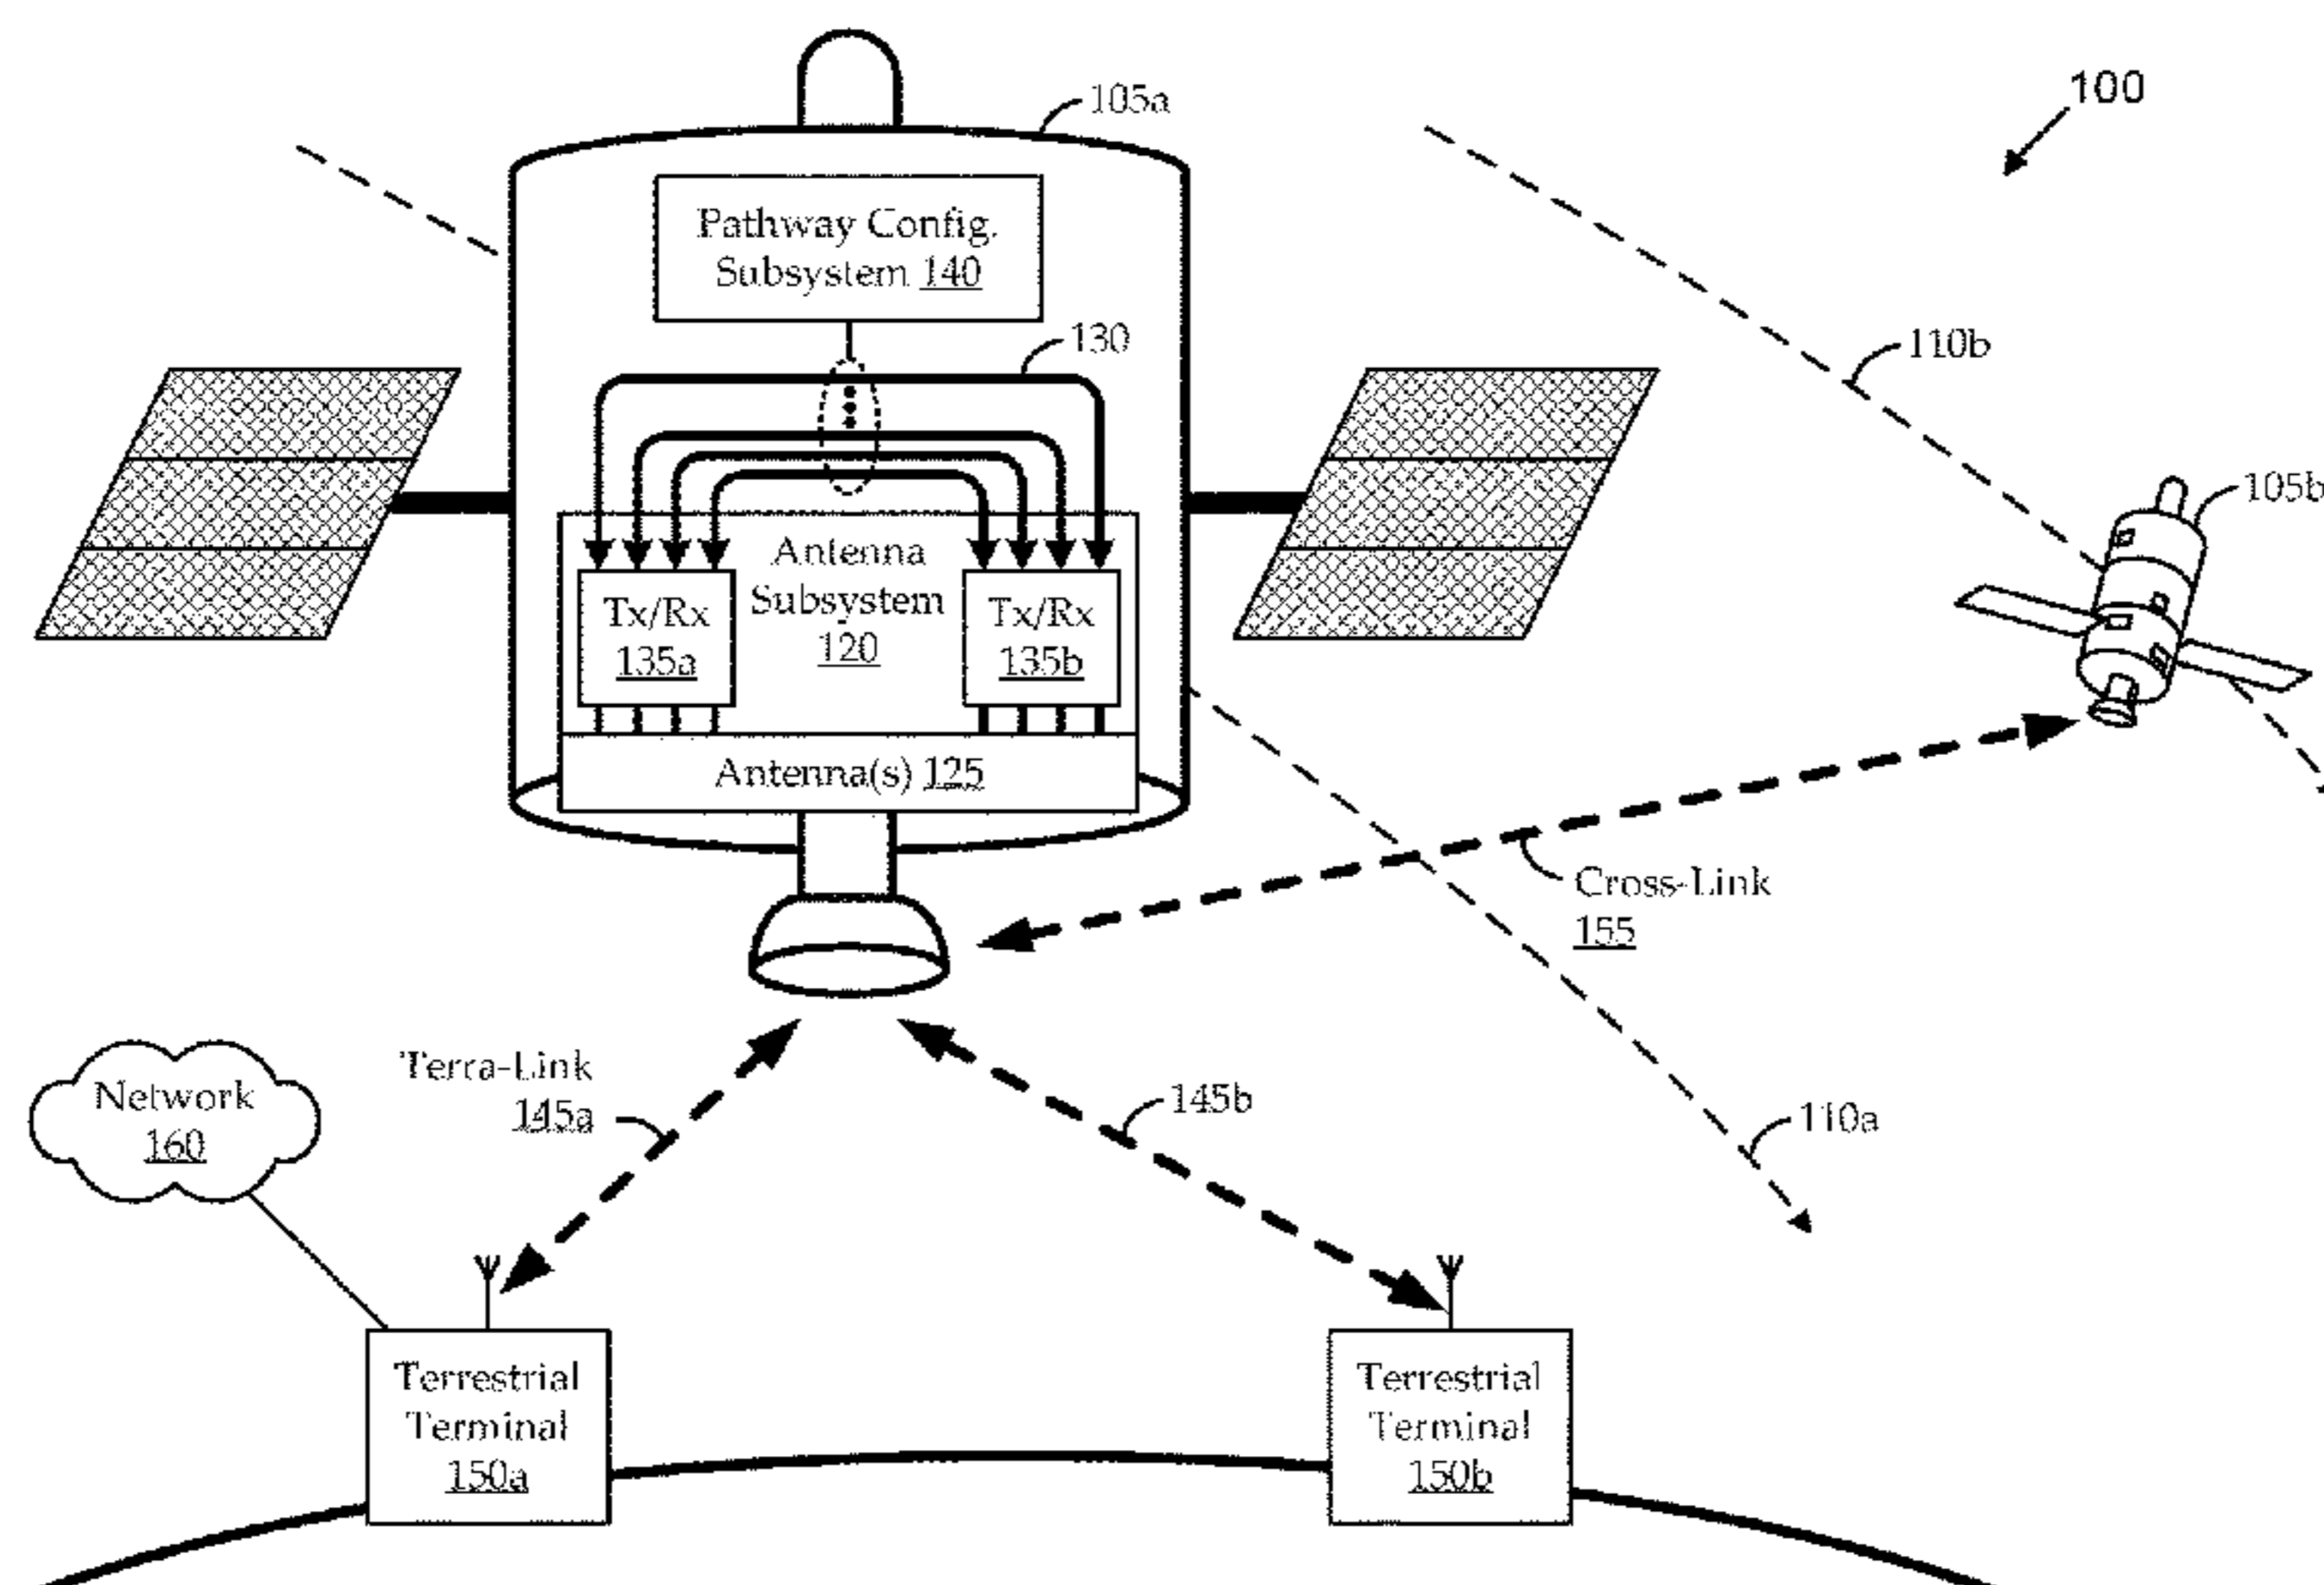 105a
100
Pathway Config.
Subsystem 140
130
110b
105b
Antenna
Subsystem
120
Tx/Rx
135a
Tx/Rx
135b
Antenna(s) 125
Cross-Link
155
Terra-Link
145a
145b
110a
Network
160
Terrestrial
Terminal
150a
Terrestrial
Terminal
150b